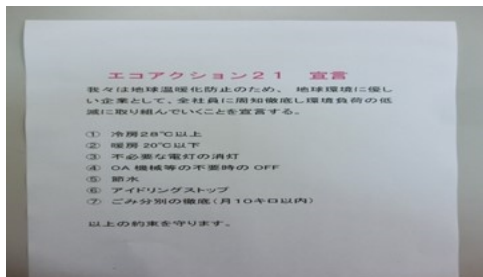 エコアクション21 宣言
我々は地球温暖化防止のため、 地球環境に優し
い企業として、全社員に周知徹底し環境負荷の低
減に取り組んでいくことを宣言する。
① 冷房28℃以上
② 暖房20℃以下
③ 不必要な電灯の消灯
④ OA機械等の不要時のOFF
⑤ 節水
⑥ アイドリングストップ
⑦ ごみ分別の徹底(月10キロ以内)
以上の約束を守ります。